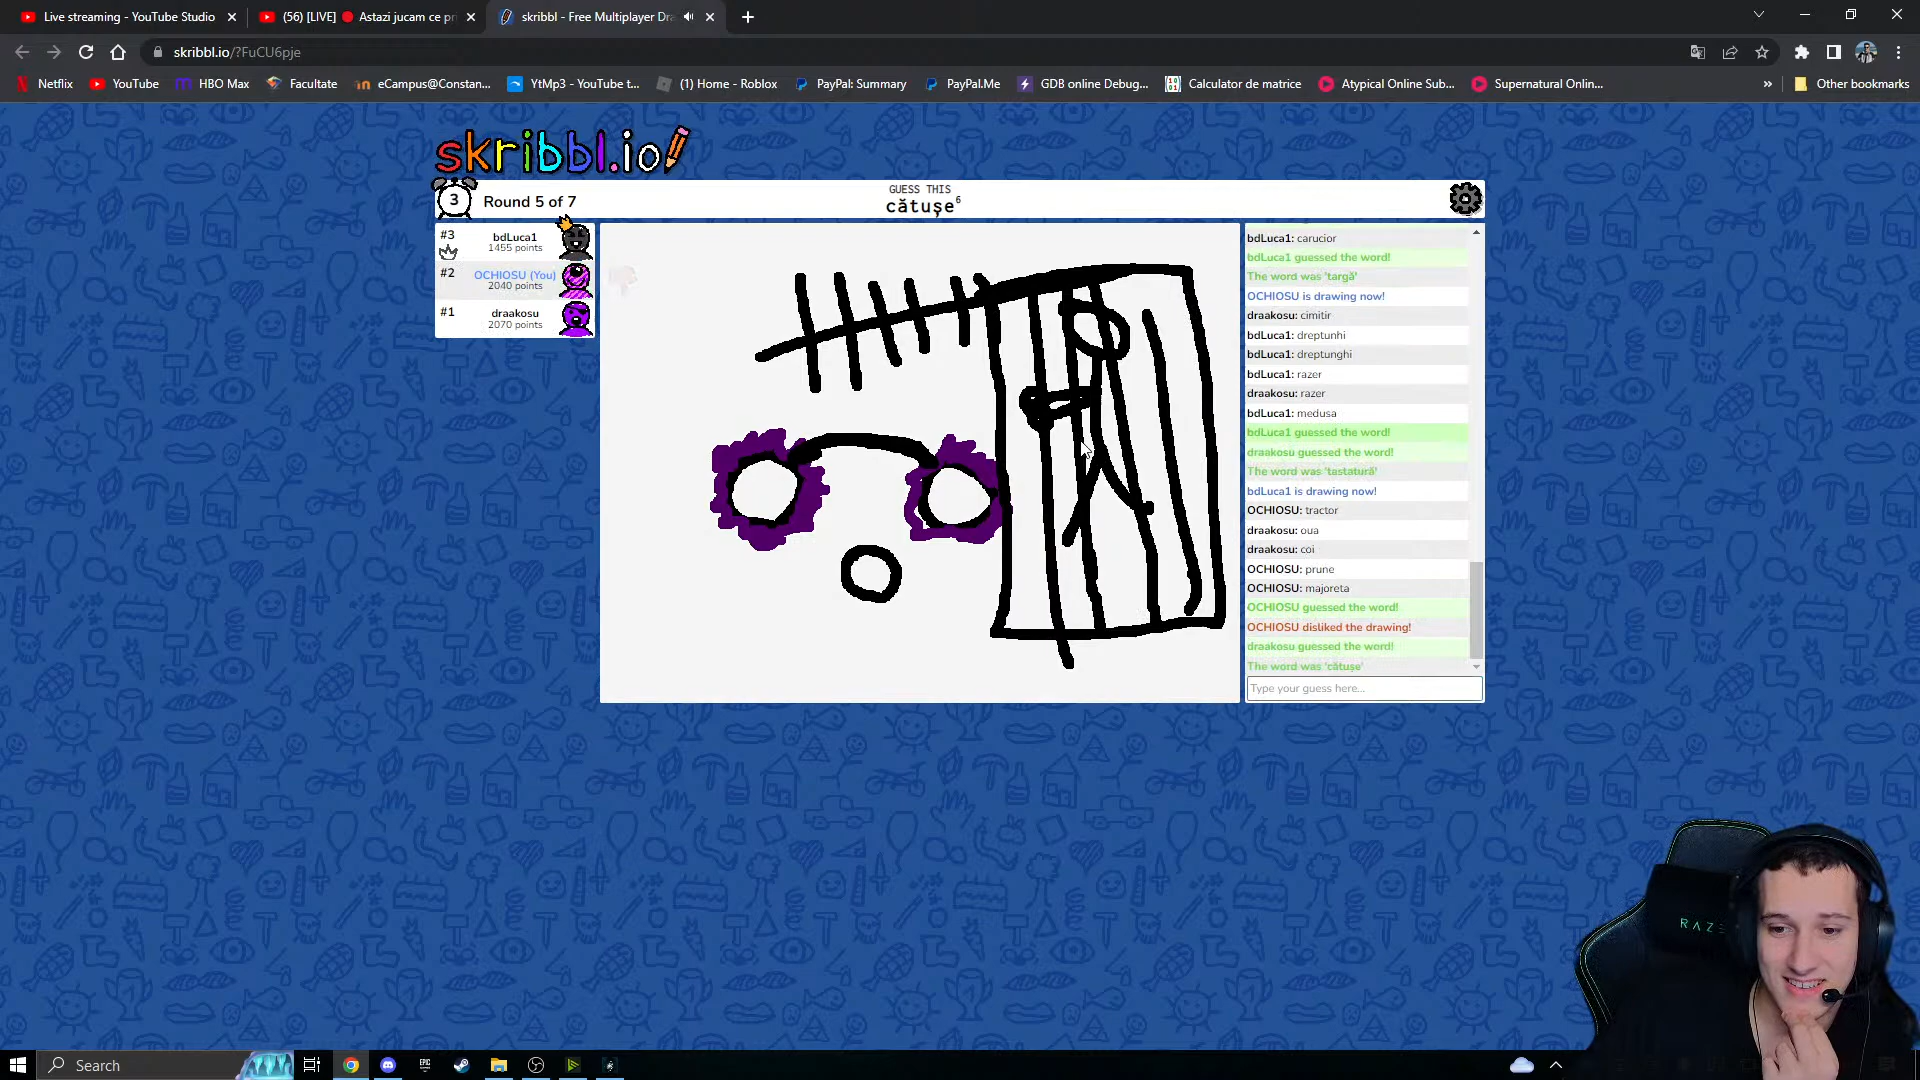 Live streaming - YouTube Studio
(56) [LIVE] 🔴 Astazi jucam ce pri
skribbl - Free Multiplayer Dra
skribbl.io/?FuCU6pje
Netflix
YouTube
HBO Max
Facultate
eCampus@Constan...
YtMp3 - YouTube t...
(1) Home - Roblox
PayPal: Summary
PayPal.Me
GDB online Debug...
Calculator de matrice
Atypical Online Sub...
Supernatural Onlin...
»
Other bookmarks
skribbl.io
3
Round 5 of 7
GUESS THIS
cătușe6
#3
bdLuca1
1455 points
#2
OCHIOSU (You)
2040 points
#1
draakosu
2070 points
bdLuca1: carucior
bdLuca1 guessed the word!
The word was 'targă'
OCHIOSU is drawing now!
draakosu: cimitir
bdLuca1: dreptunhi
bdLuca1: dreptunghi
bdLuca1: razer
draakosu: razer
bdLuca1: medusa
bdLuca1 guessed the word!
draakosu guessed the word!
The word was 'tastatură'
bdLuca1 is drawing now!
OCHIOSU: tractor
draakosu: oua
draakosu: coi
OCHIOSU: prune
OCHIOSU: majoreta
OCHIOSU guessed the word!
OCHIOSU disliked the drawing!
draakosu guessed the word!
The word was 'cătușe'
Type your guess here...
RAZE
Search
EPIC